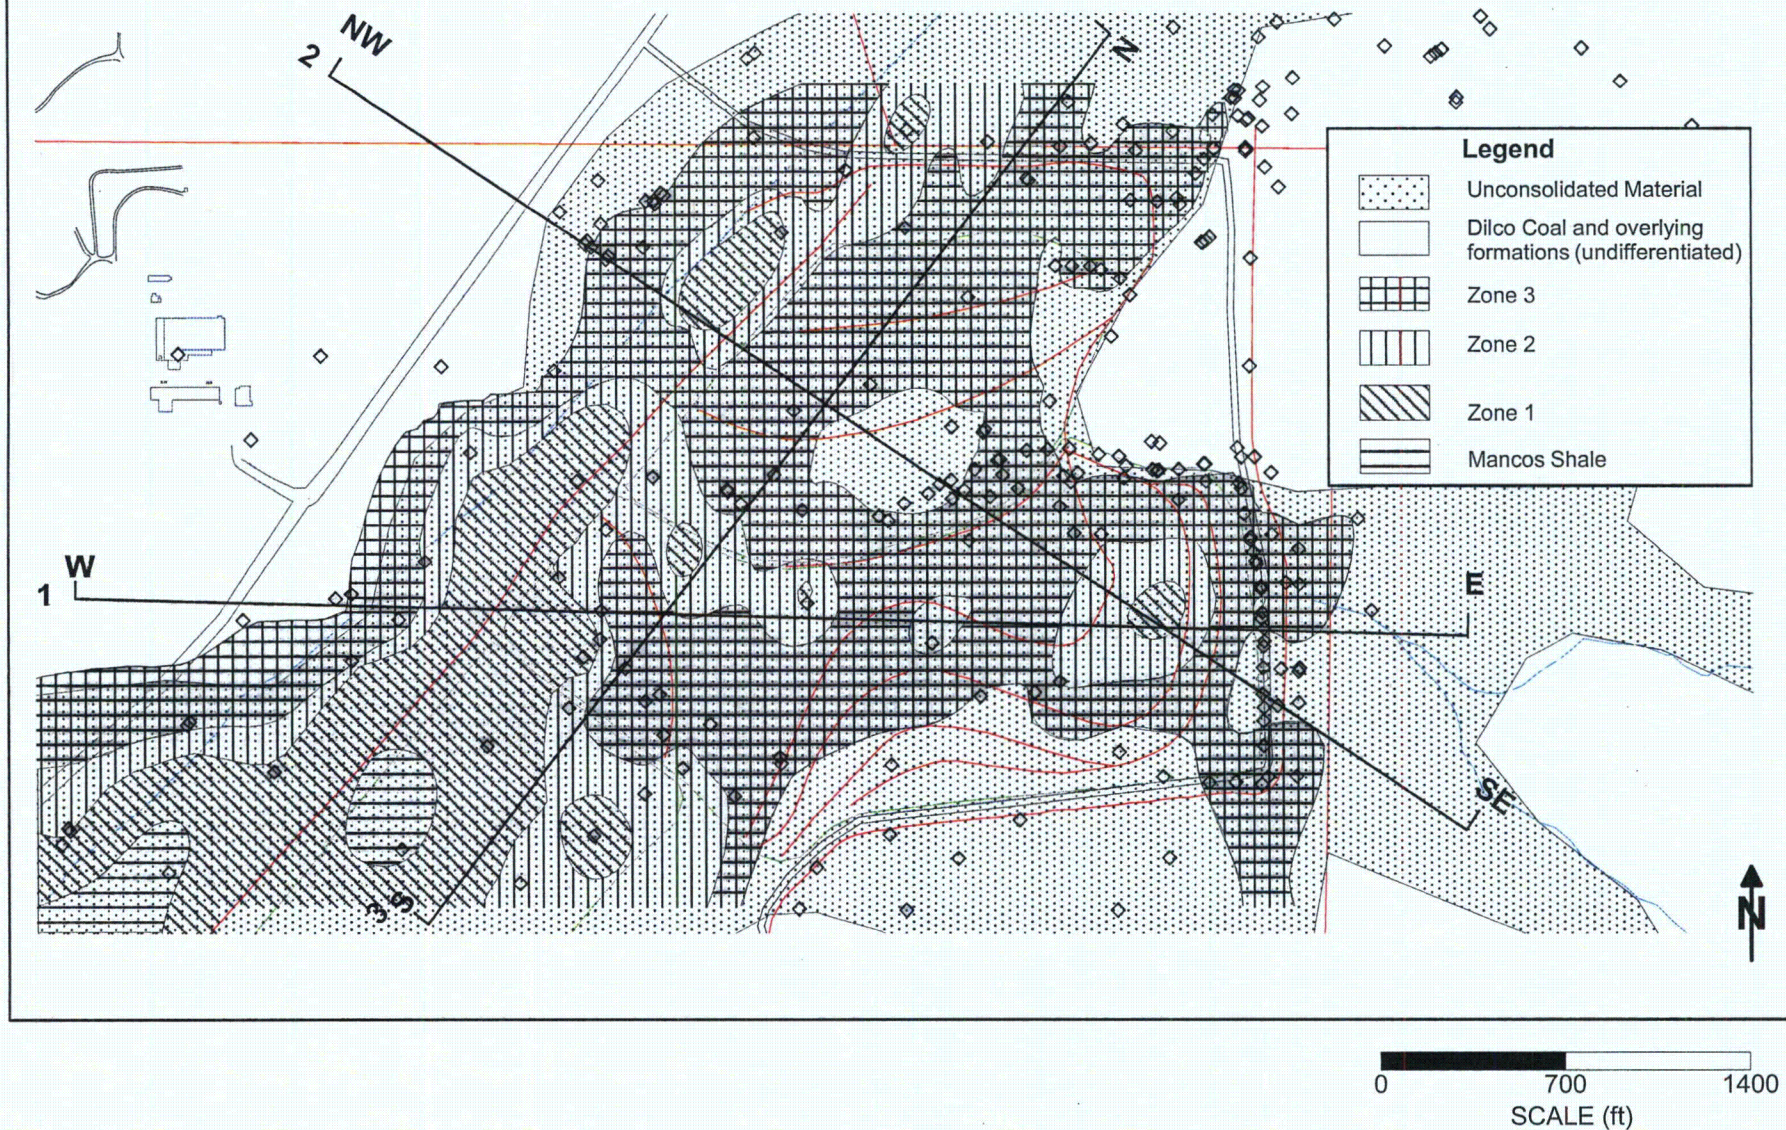 NW
2
N
Legend
Unconsolidated Material
Dilco Coal and overlying
formations (undifferentiated)
Zone 3
Zone 2
Zone 1
Mancos Shale
W
1
E
SE
3 S
N
0 700 1400
SCALE (ft)